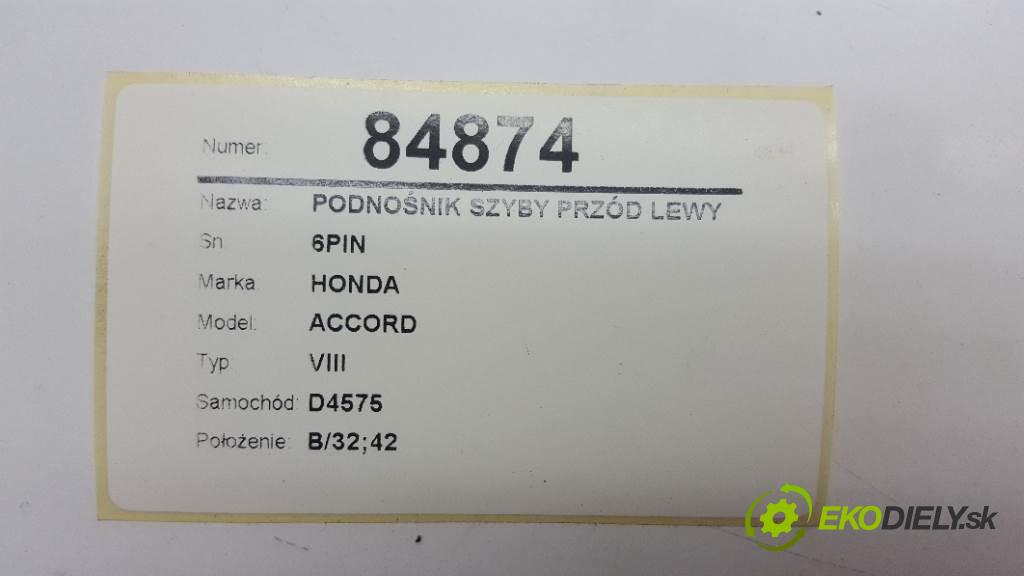 Numer: 84874
Nazwa: PODNOŚNIK SZYBY PRZÓD LEWY
Sn 6PIN
Marka HONDA
Model: ACCORD
Typ VIII
Samochód: D4575
Położenie: B/32;42
EKODIELY.sk